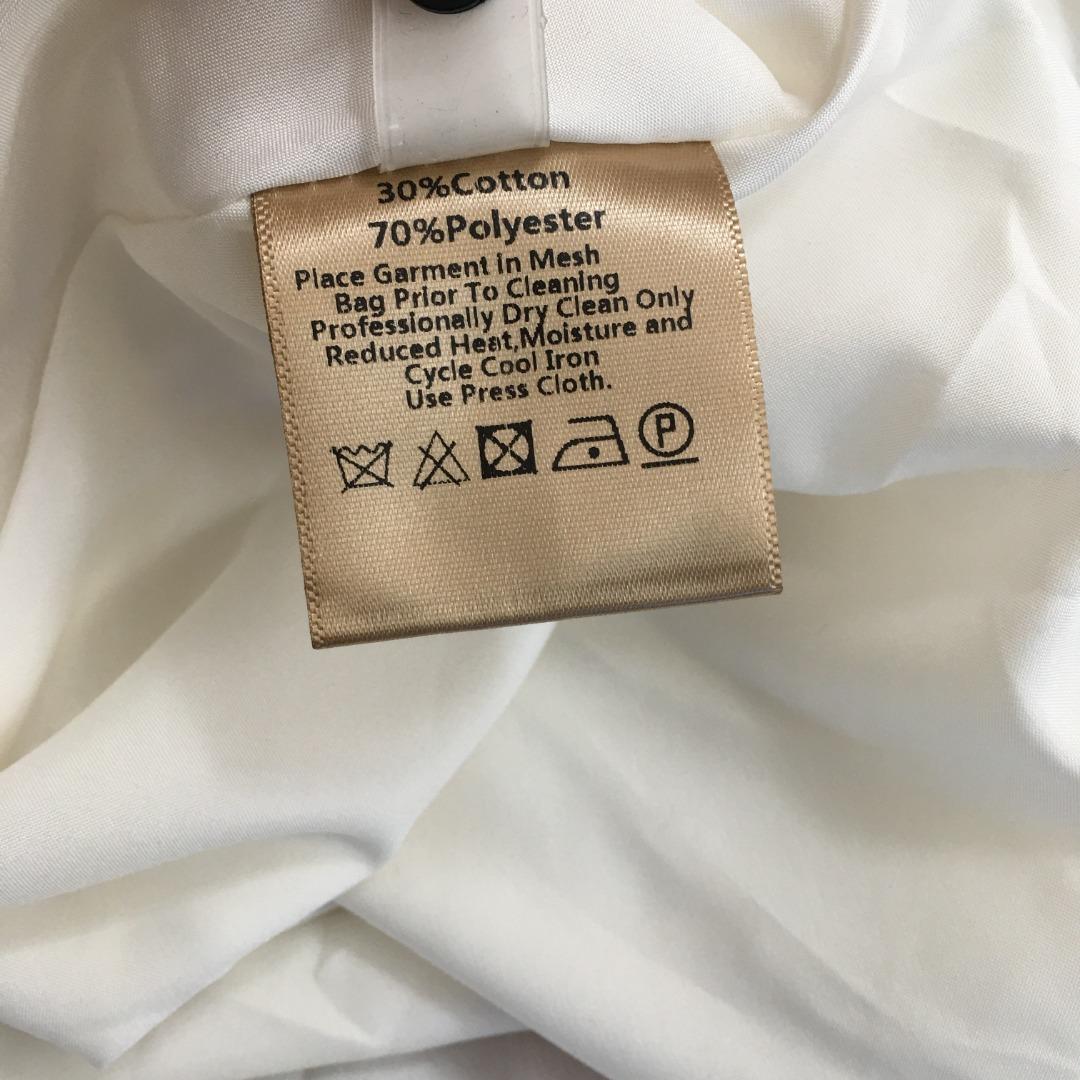 30%Cotton
70%Polyester
Place Garment in Mesh
Bag Prior To Cleaning
Professionally Dry Clean Only
Reduced Heat,Moisture and
Cycle Cool Iron
Use Press Cloth.
P